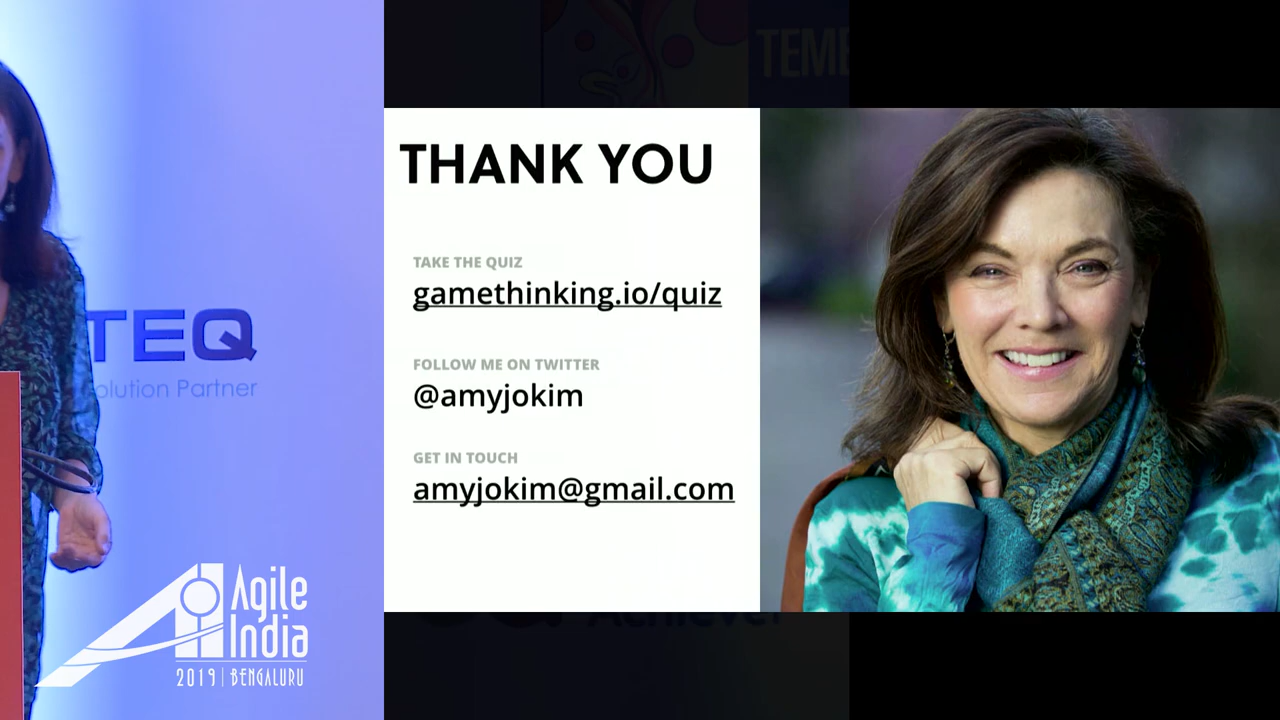 THANK YOU
TAKE THE QUIZ
gamethinking.io/quiz
FOLLOW ME ON TWITTER
@amyjokim
GET IN TOUCH
amyjokim@gmail.com
TEQ
olution Partner
Agile
India
2019 | BENGALURU